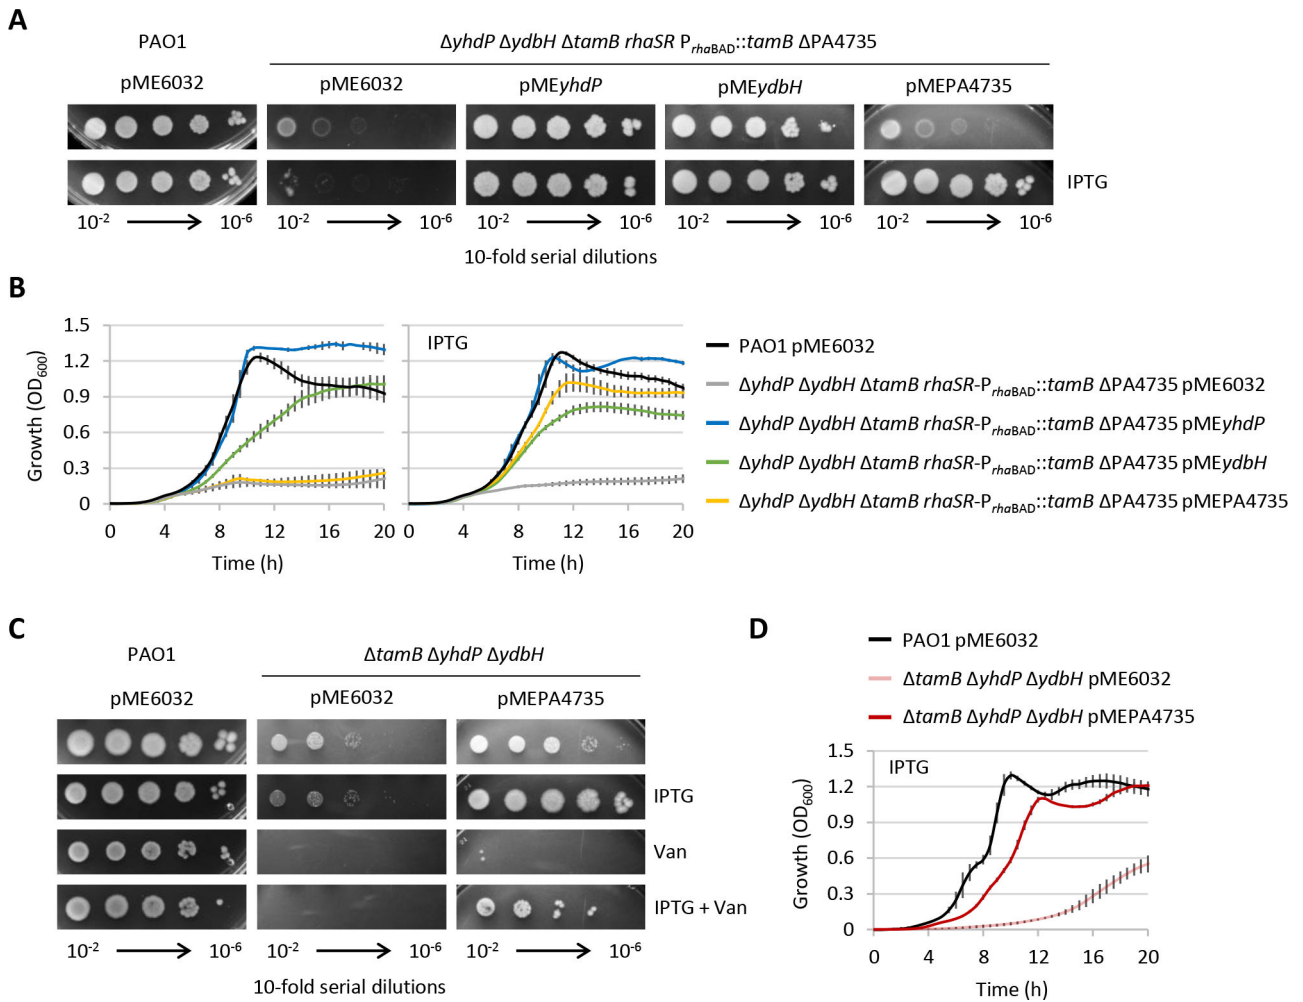 A
PAO1
ΔyhdP ΔydbH ΔtamB rhaSR PrhaBAD::tamB ΔPA4735
pME6032
pME6032
pMEyhdP
pMEydbH
pMEPA4735
IPTG
10-2 10-6
10-2 10-6
10-2 10-6
10-2 10-6
10-2 10-6
10-fold serial dilutions
B
Growth (OD600)
1.5
1.2
0.9
0.6
0.3
0
0 4 8 12 16 20
Time (h)
IPTG
0 4 8 12 16 20
Time (h)
PAO1 pME6032
ΔyhdP ΔydbH ΔtamB rhaSR-PrhaBAD::tamB ΔPA4735 pME6032
ΔyhdP ΔydbH ΔtamB rhaSR-PrhaBAD::tamB ΔPA4735 pMEyhdP
ΔyhdP ΔydbH ΔtamB rhaSR-PrhaBAD::tamB ΔPA4735 pMEydbH
ΔyhdP ΔydbH ΔtamB rhaSR-PrhaBAD::tamB ΔPA4735 pMEPA4735
C
PAO1
ΔtamB ΔyhdP ΔydbH
pME6032
pME6032
pMEPA4735
IPTG
Van
IPTG + Van
10-2 10-6
10-2 10-6
10-2 10-6
10-fold serial dilutions
D
PAO1 pME6032
ΔtamB ΔyhdP ΔydbH pME6032
ΔtamB ΔyhdP ΔydbH pMEPA4735
Growth (OD600)
1.5
1.2
0.9
0.6
0.3
0
IPTG
0 4 8 12 16 20
Time (h)